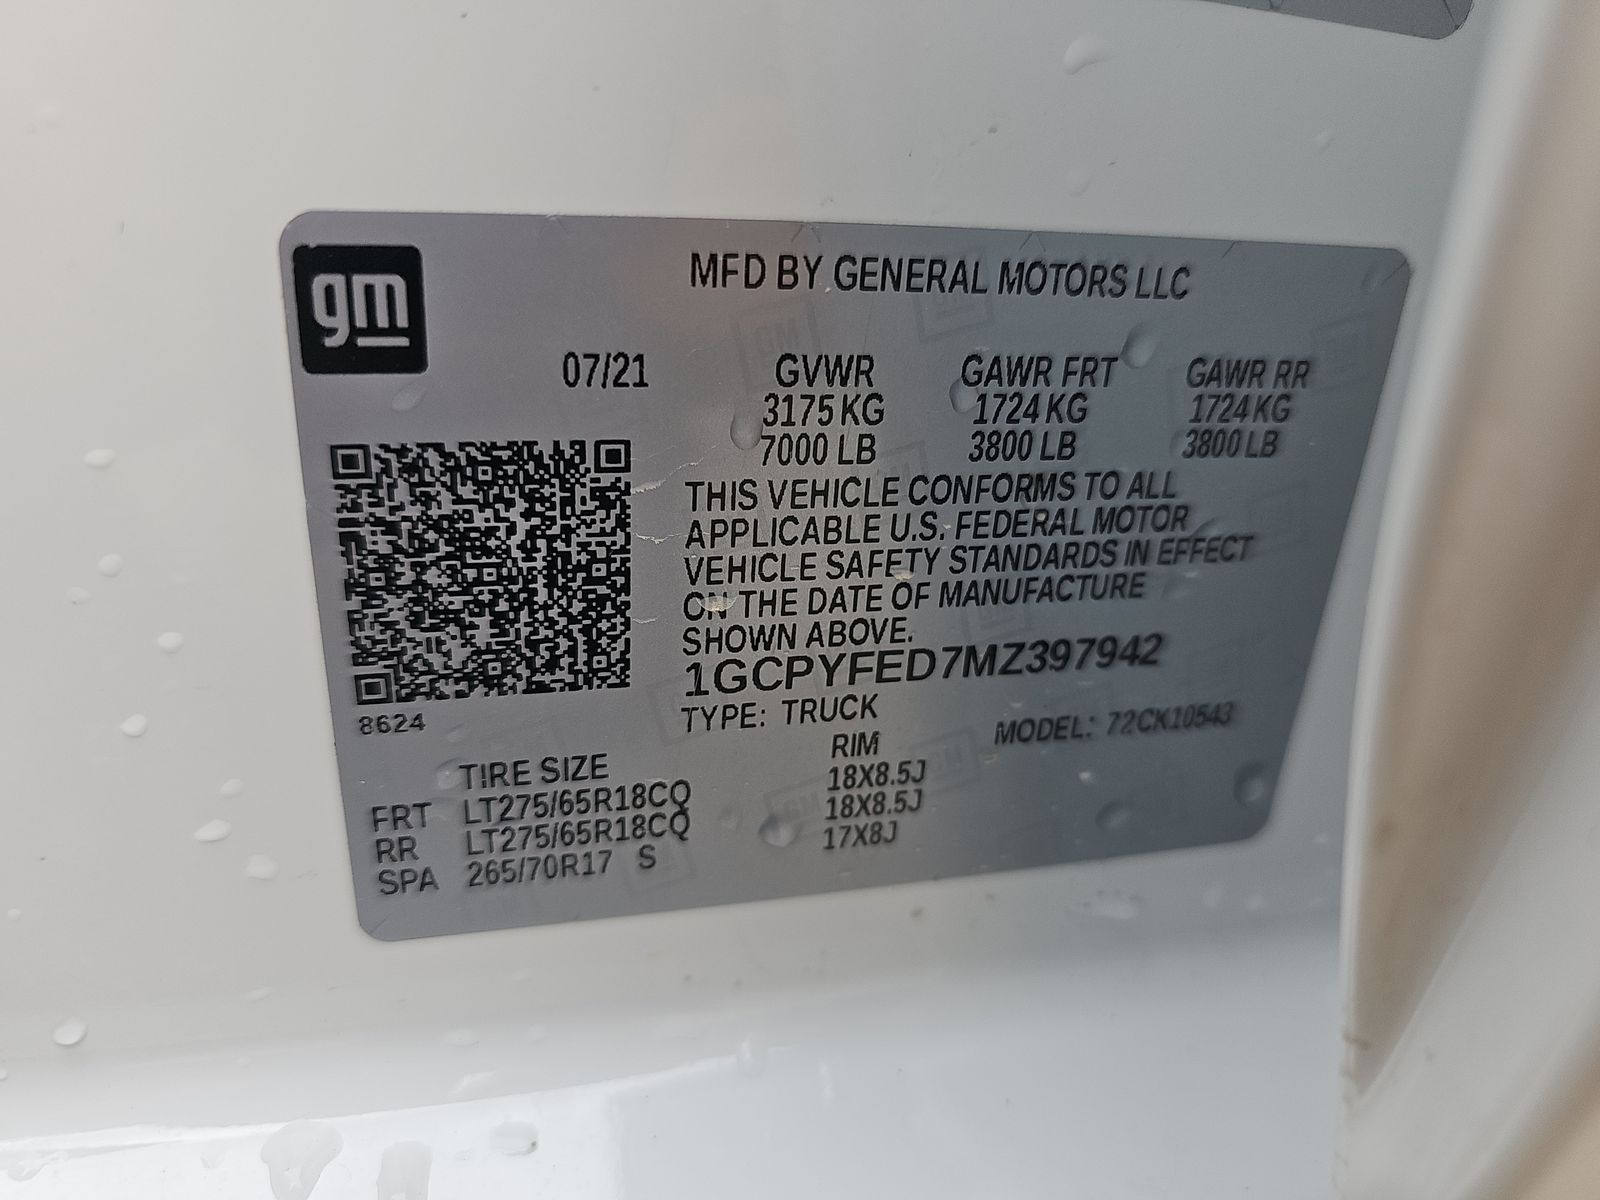 gm
MFD BY GENERAL MOTORS LLC
07/21 GVWR GAWR FRT GAWR RR
3175 KG 1724 KG 1724 KG
7000 LB 3800 LB 3800 LB
THIS VEHICLE CONFORMS TO ALL
APPLICABLE U.S. FEDERAL MOTOR
VEHICLE SAFETY STANDARDS IN EFFECT
ON THE DATE OF MANUFACTURE
SHOWN ABOVE.
1GCPYFED7MZ397942
8624
TYPE: TRUCK MODEL: 72CK10543
TIRE SIZE RIM
FRT LT275/65R18CQ 18X8.5J
RR LT275/65R18CQ 18X8.5J
SPA 265/70R17 S 17X8J